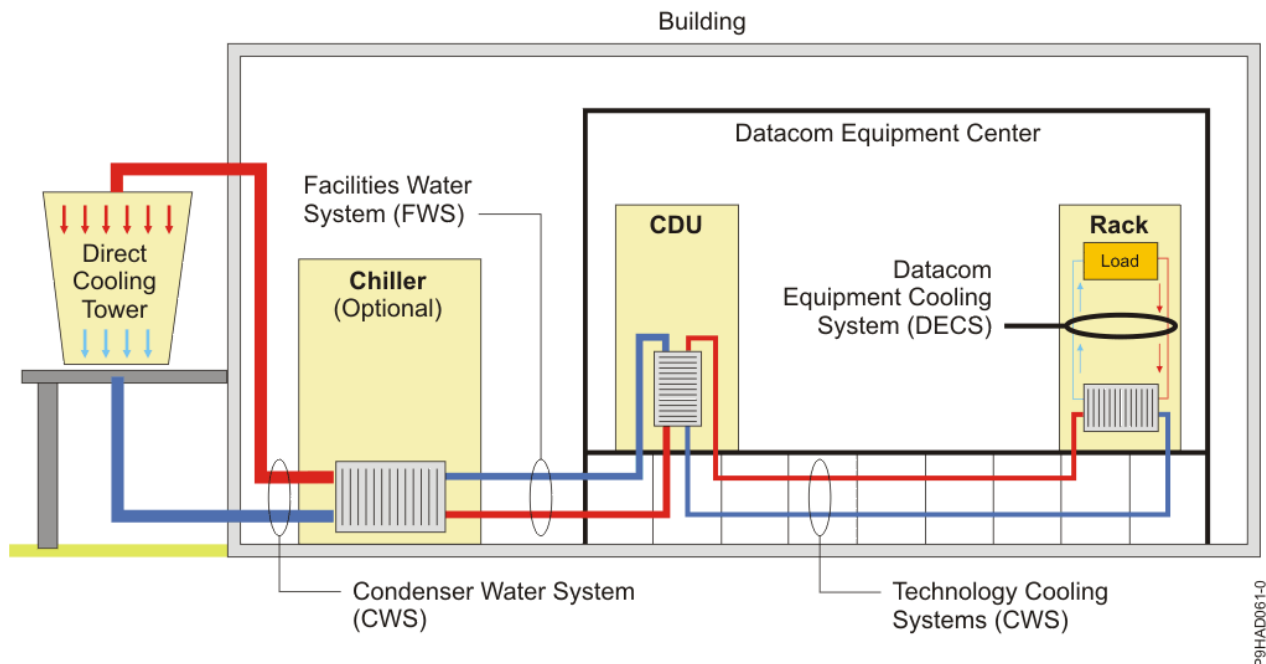 Building
Datacom Equipment Center
Facilities Water
System (FWS)
CDU
Rack
Load
Direct
Cooling
Tower
Chiller
(Optional)
Datacom
Equipment Cooling
System (DECS)
Condenser Water System
(CWS)
Technology Cooling
Systems (CWS)
P9HAD061-0